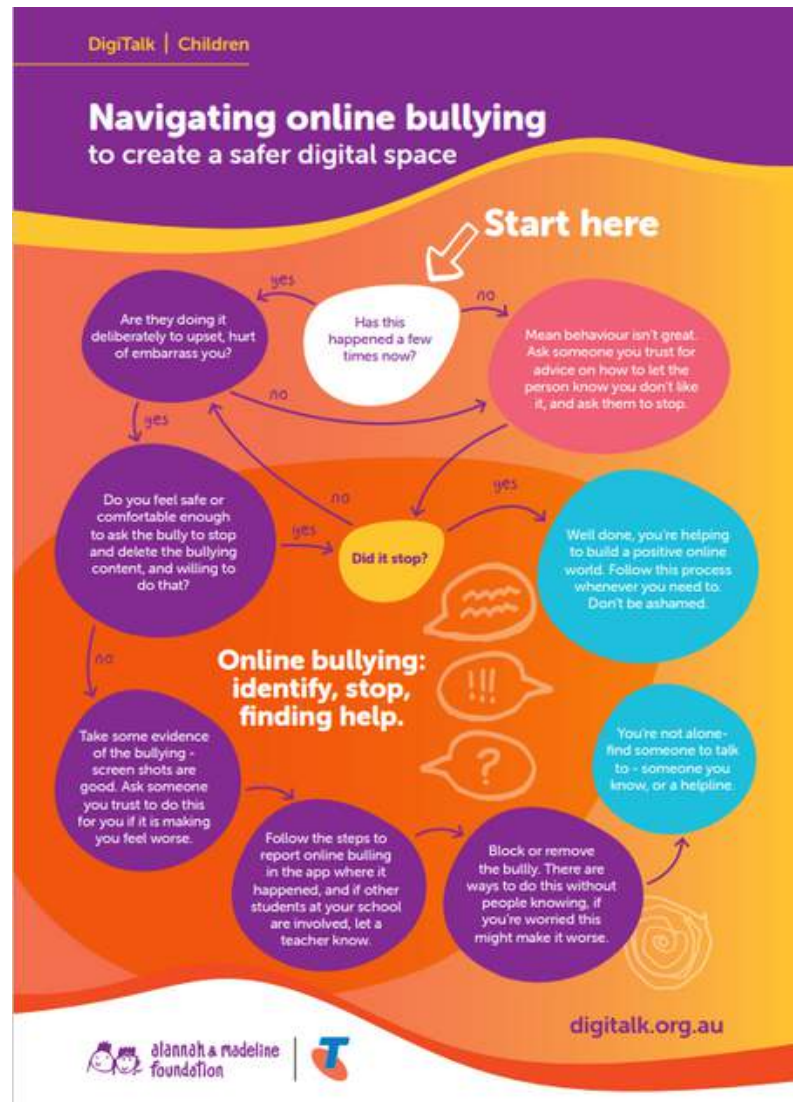 DigiTalk | Children
Navigating online bullying
to create a safer digital space
Start here
Has this
happened a few
times now?
yes
no
Are they doing it
deliberately to upset, hurt
of embarrass you?
Mean behaviour isn't great.
Ask someone you trust for
advice on how to let the
person know you don't like
it, and ask them to stop.
no
yes
Do you feel safe or
comfortable enough
to ask the bully to stop
and delete the bullying
content, and willing to
do that?
yes
Did it stop?
no
yes
Well done, you're helping
to build a positive online
world. Follow this process
whenever you need to.
Don't be ashamed.
no
Online bullying:
identify, stop,
finding help.
!!!
?
Take some evidence
of the bullying -
screen shots are
good. Ask someone
you trust to do this
for you if it is making
you feel worse.
Follow the steps to
report online bulling
in the app where it
happened, and if other
students at your school
are involved, let a
teacher know.
Block or remove
the bullly. There are
ways to do this without
people knowing, if
you're worried this
might make it worse.
You're not alone-
find someone to talk
to - someone you
know, or a helpline.
digitalk.org.au
alannah & madeline
foundation
T